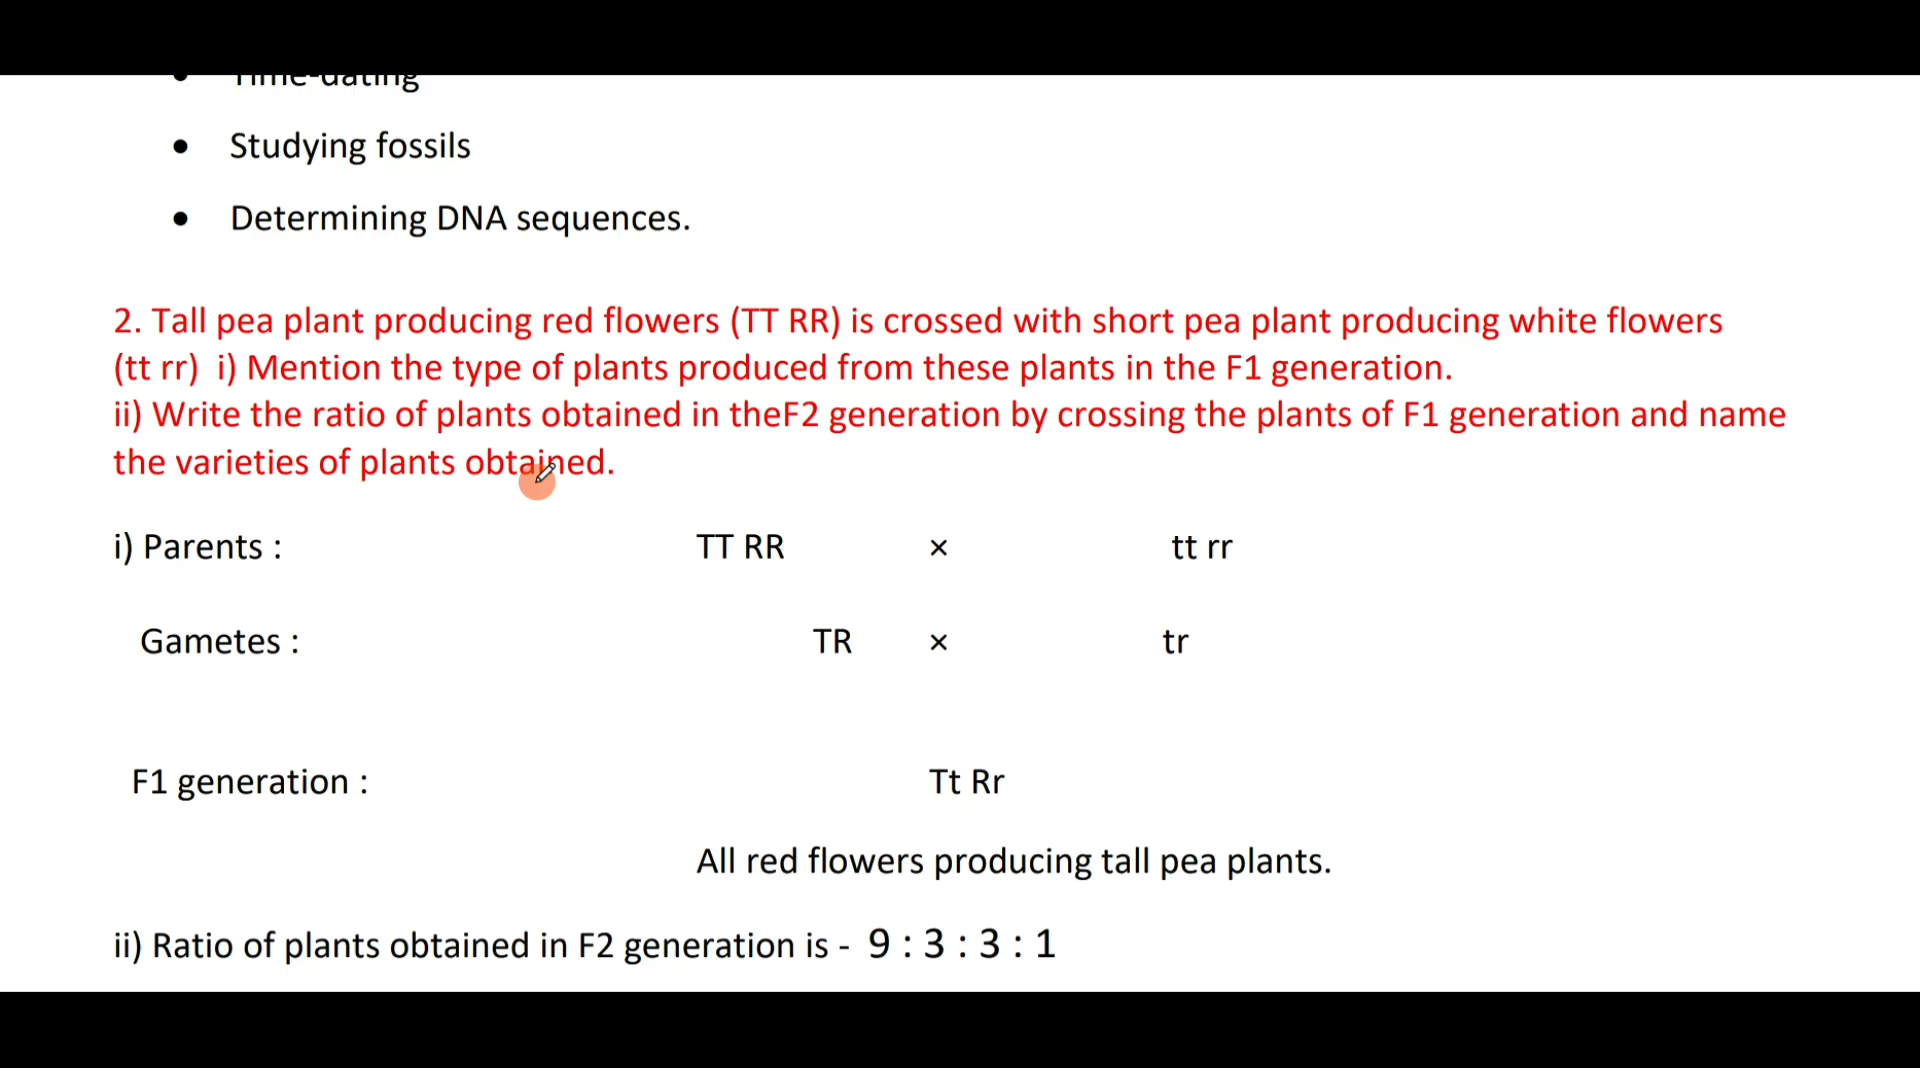 • Time-dating
• Studying fossils
• Determining DNA sequences.
2. Tall pea plant producing red flowers (TT RR) is crossed with short pea plant producing white flowers
(tt rr) i) Mention the type of plants produced from these plants in the F1 generation.
ii) Write the ratio of plants obtained in theF2 generation by crossing the plants of F1 generation and name
the varieties of plants obtained.
i) Parents : TT RR × tt rr
Gametes : TR × tr
F1 generation : Tt Rr
All red flowers producing tall pea plants.
ii) Ratio of plants obtained in F2 generation is - 9 : 3 : 3 : 1